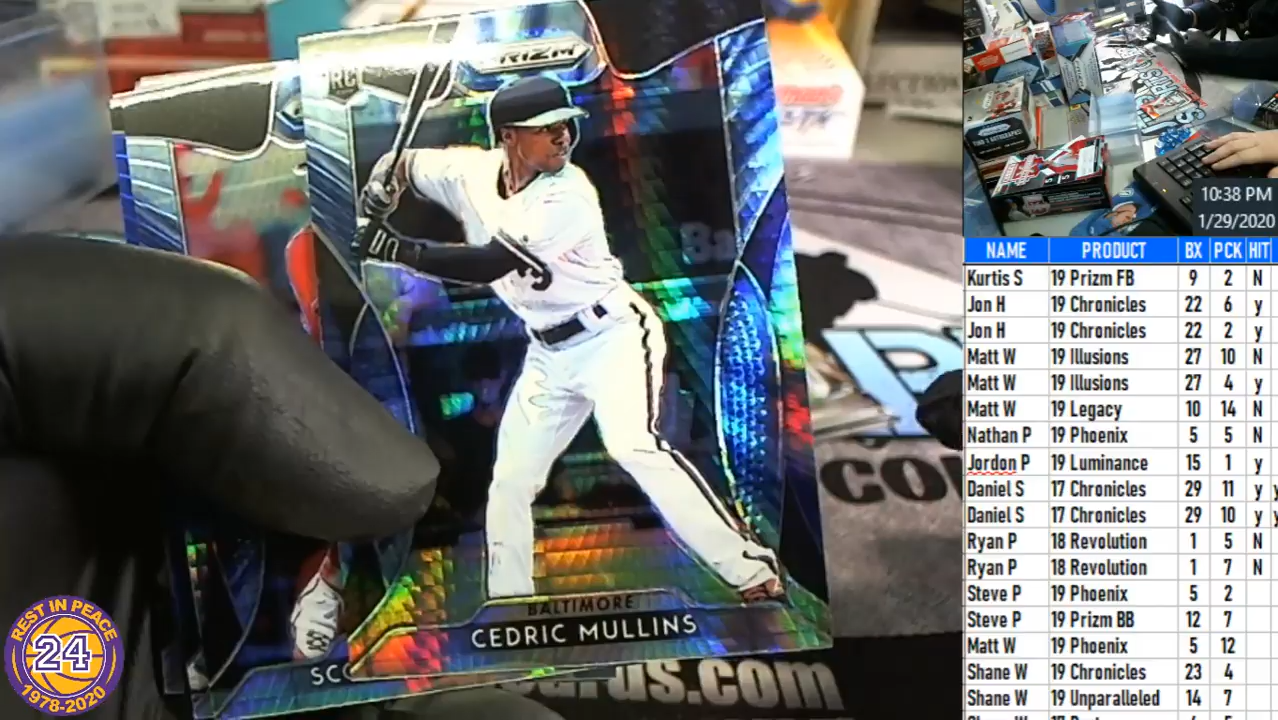 PRIZM
RC
BALTIMORE
CEDRIC MULLINS
SCO
cards.com
REST IN PEACE
24
1978-2020
10:38 PM
1/29/2020
NAME PRODUCT BX PCK HIT
Kurtis S 19 Prizm FB 9 2 N
Jon H 19 Chronicles 22 6 y
Jon H 19 Chronicles 22 2 y
Matt W 19 Illusions 27 10 N
Matt W 19 Illusions 27 4 y
Matt W 19 Legacy 10 14 N
Nathan P 19 Phoenix 5 5 N
Jordon P 19 Luminance 15 1 y
Daniel S 17 Chronicles 29 11 y y
Daniel S 17 Chronicles 29 10 y y
Ryan P 18 Revolution 1 5 N
Ryan P 18 Revolution 1 7 N
Steve P 19 Phoenix 5 2
Steve P 19 Prizm BB 12 7
Matt W 19 Phoenix 5 12
Shane W 19 Chronicles 23 4
Shane W 19 Unparalleled 14 7